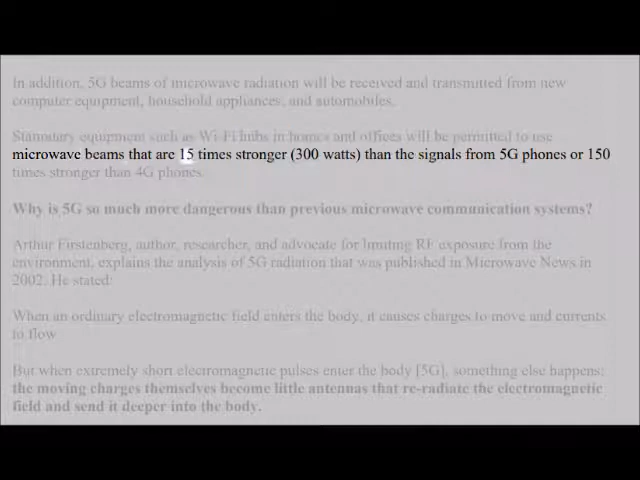 In addition, 5G beams of microwave radiation will be received and transmitted from new
computer equipment, household appliances, and automobiles.
Stationary equipment such as Wi-Fi hubs in homes and offices will be permitted to use
microwave beams that are 15 times stronger (300 watts) than the signals from 5G phones or 150
times stronger than 4G phones.
Why is 5G so much more dangerous than previous microwave communication systems?
Arthur Firstenberg, author, researcher, and advocate for limiting RF exposure from the
environment, explains the analysis of 5G radiation that was published in Microwave News in
2002. He stated:
When an ordinary electromagnetic field enters the body, it causes charges to move and currents
to flow
But when extremely short electromagnetic pulses enter the body [5G], something else happens:
the moving charges themselves become little antennas that re-radiate the electromagnetic
field and send it deeper into the body.